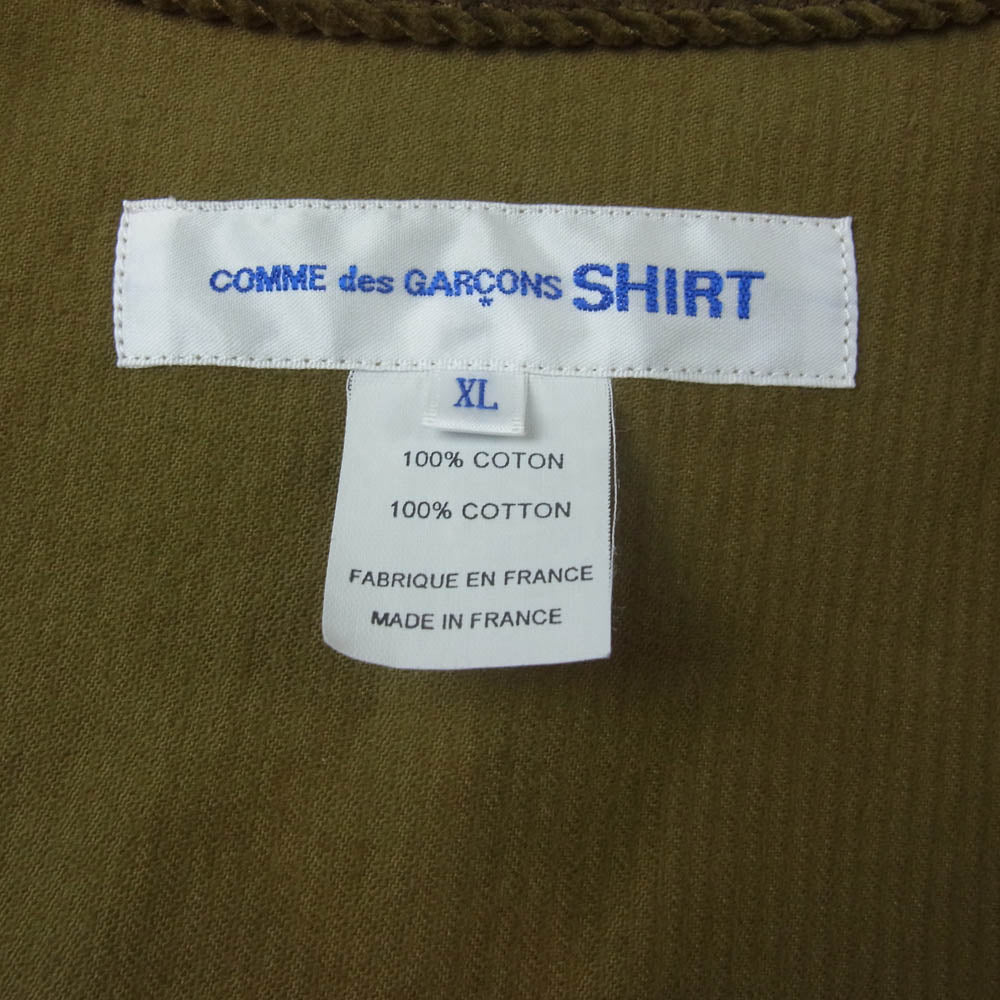 COMME des GARÇONS SHIRT
XL
100% COTON
100% COTTON
FABRIQUE EN FRANCE
MADE IN FRANCE